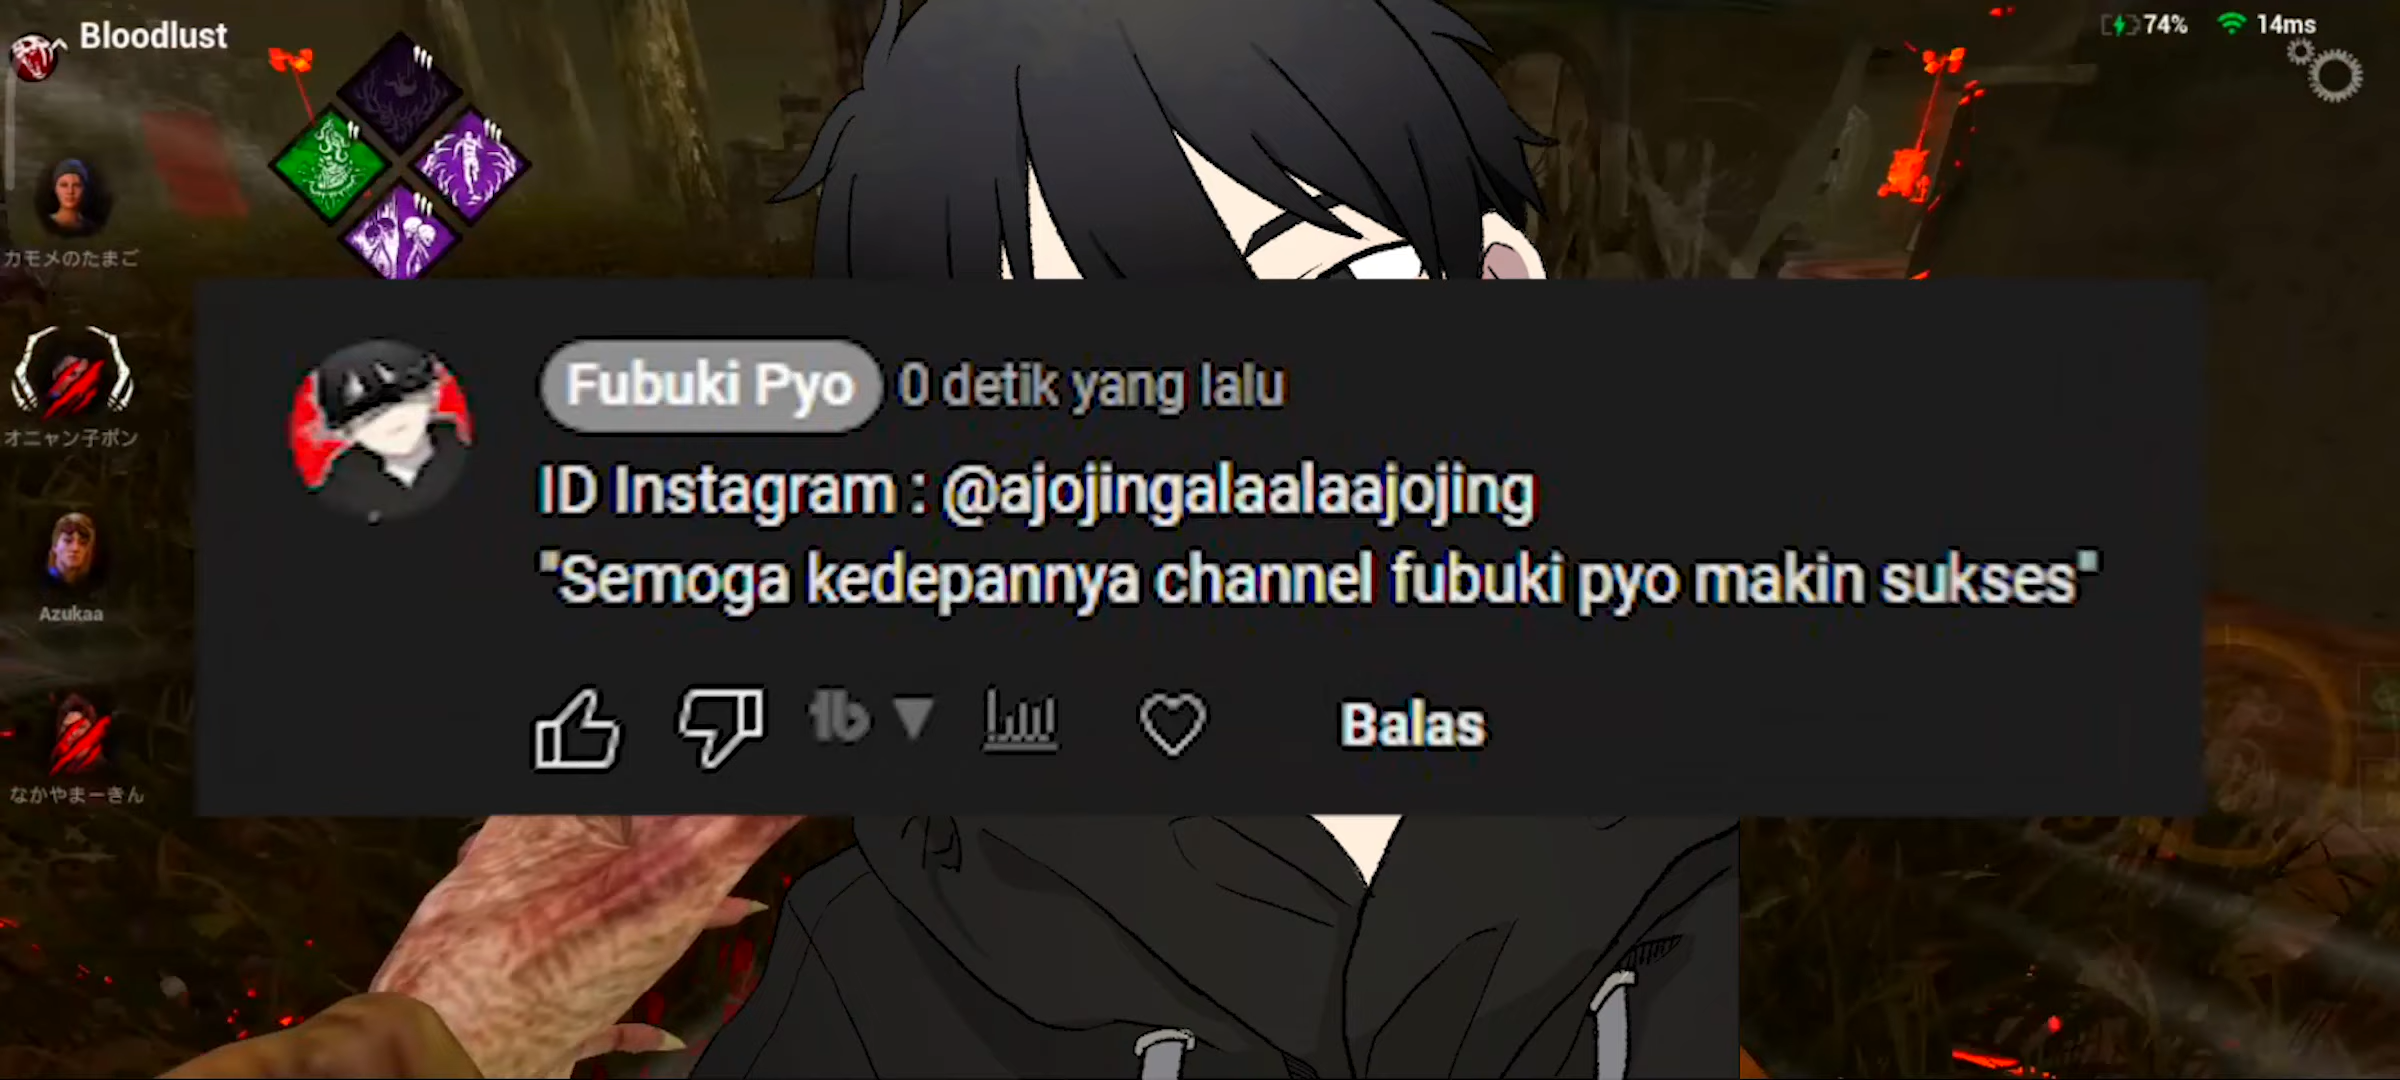 Bloodlust
74% 14ms
カモメのたまご
オニャン子ポン
Azukaa
なかやまーきん
Fubuki Pyo 0 detik yang lalu
ID Instagram : @ajojingalaalaajojing
"Semoga kedepannya channel fubuki pyo makin sukses"
Balas